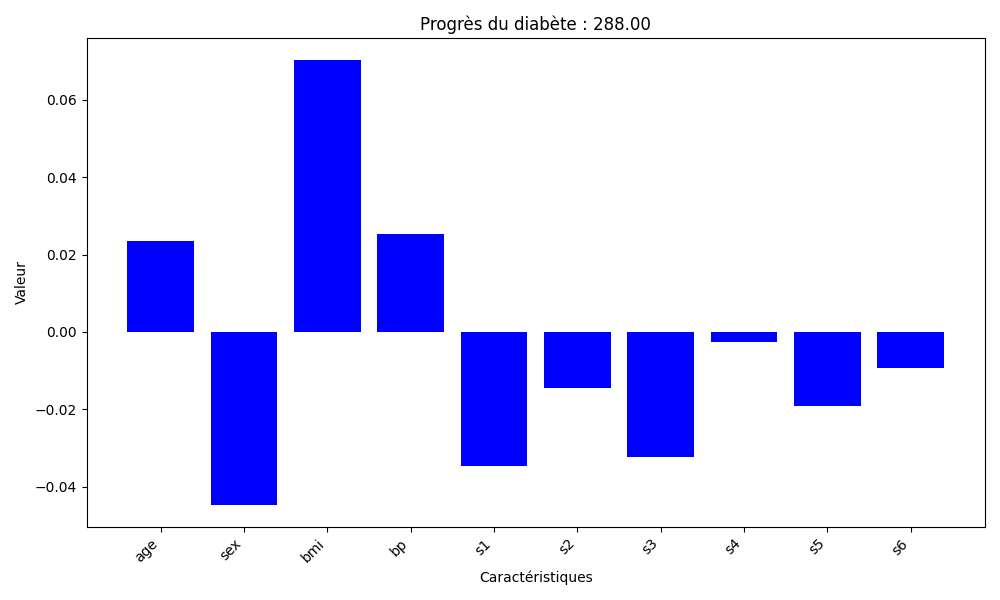 Progrès du diabète : 288.00
Valeur
0.06
0.04
0.02
0.00
−0.02
−0.04
age
sex
bmi
bp
s1
s2
s3
s4
s5
s6
Caractéristiques